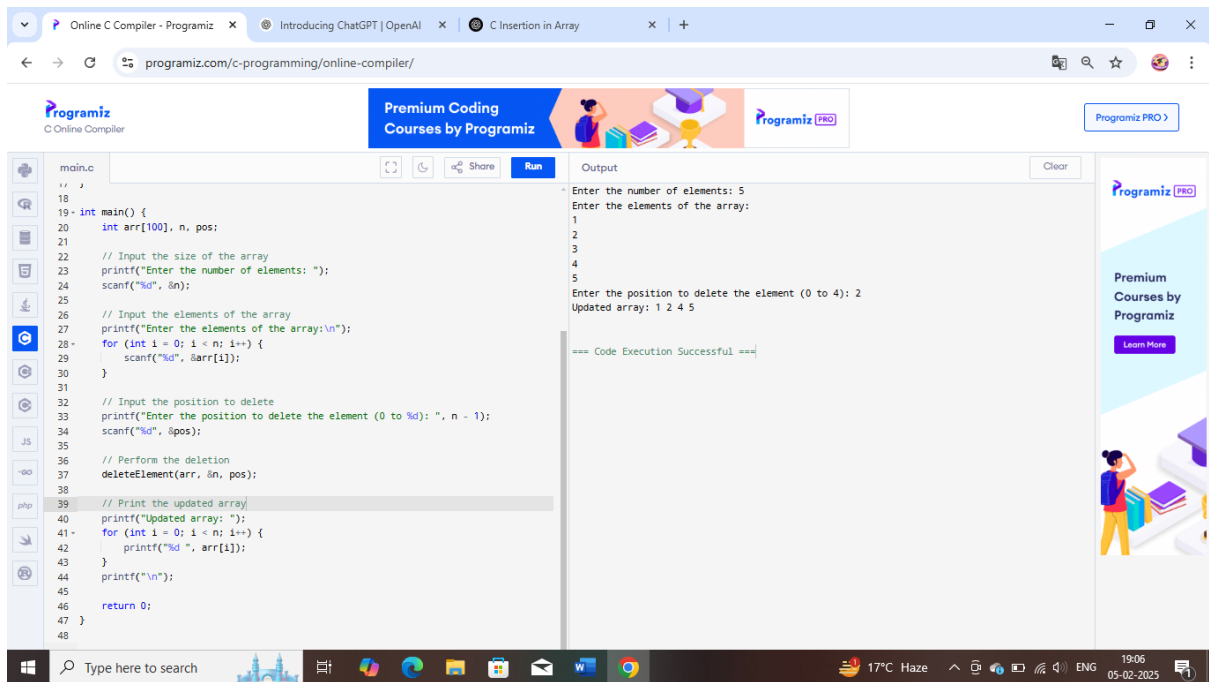 Online C Compiler - Programiz
Introducing ChatGPT | OpenAI
C Insertion in Array
programiz.com/c-programming/online-compiler/
Programiz
C Online Compiler
Premium Coding
Courses by Programiz
Programiz PRO
Programiz PRO >
main.c
Share
Run
Output
Clear
17 }
18
19 int main() {
20 int arr[100], n, pos;
21
22 // Input the size of the array
23 printf("Enter the number of elements: ");
24 scanf("%d", &n);
25
26 // Input the elements of the array
27 printf("Enter the elements of the array:\n");
28 for (int i = 0; i < n; i++) {
29 scanf("%d", &arr[i]);
30 }
31
32 // Input the position to delete
33 printf("Enter the position to delete the element (0 to %d): ", n - 1);
34 scanf("%d", &pos);
35
36 // Perform the deletion
37 deleteElement(arr, &n, pos);
38
39 // Print the updated array
40 printf("Updated array: ");
41 for (int i = 0; i < n; i++) {
42 printf("%d ", arr[i]);
43 }
44 printf("\n");
45
46 return 0;
47 }
48
Enter the number of elements: 5
Enter the elements of the array:
1
2
3
4
5
Enter the position to delete the element (0 to 4): 2
Updated array: 1 2 4 5
=== Code Execution Successful ===
Programiz PRO
Premium
Courses by
Programiz
Learn More
JS
GO
php
Type here to search
17°C Haze
ENG
19:06
05-02-2025
1